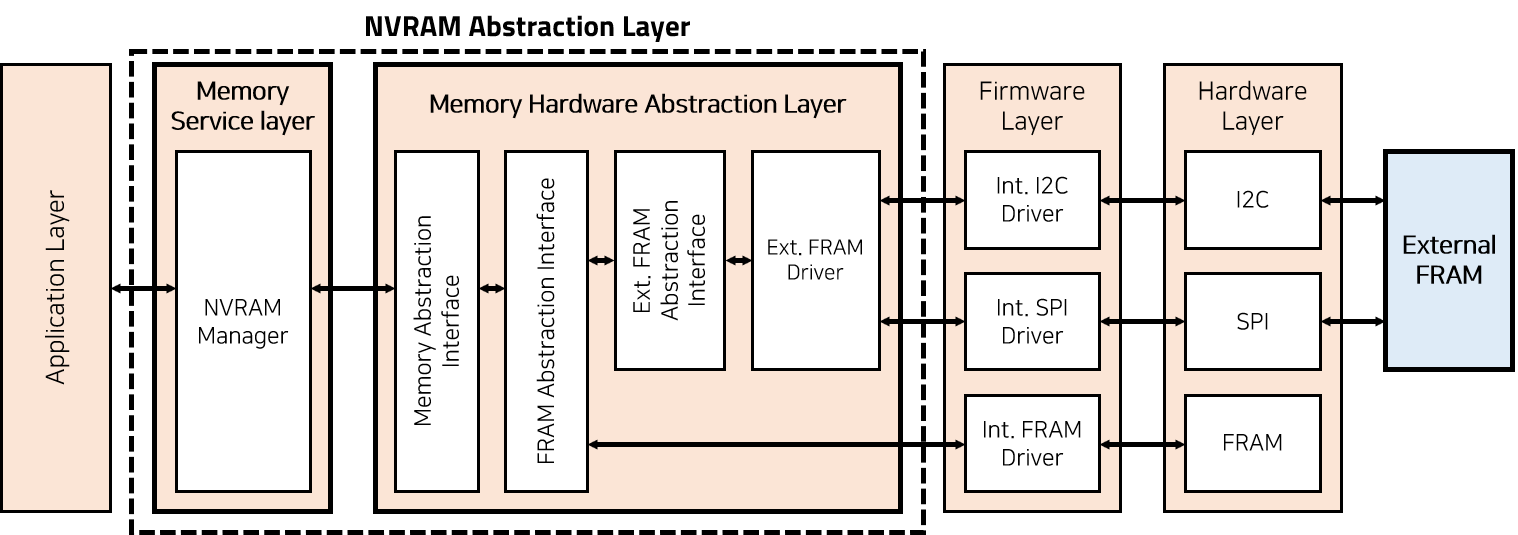 NVRAM Abstraction Layer
Application Layer
Memory
Service layer
NVRAM
Manager
Memory Hardware Abstraction Layer
Memory Abstraction
Interface
FRAM Abstraction Interface
Ext. FRAM
Abstraction
Interface
Ext. FRAM
Driver
Firmware
Layer
Int. I2C
Driver
Int. SPI
Driver
Int. FRAM
Driver
Hardware
Layer
I2C
SPI
FRAM
External
FRAM